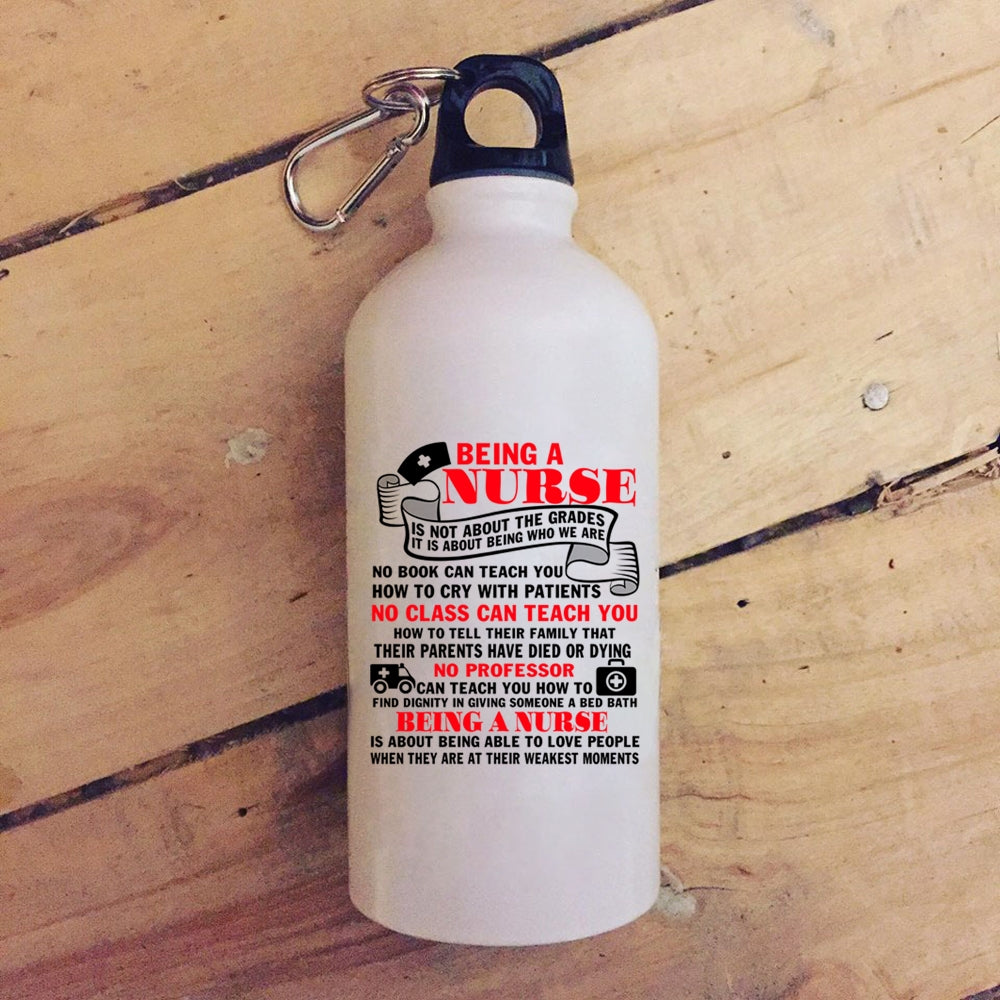 BEING A
NURSE
IS NOT ABOUT THE GRADES
IT IS ABOUT BEING WHO WE ARE
NO BOOK CAN TEACH YOU
HOW TO CRY WITH PATIENTS
NO CLASS CAN TEACH YOU
HOW TO TELL THEIR FAMILY THAT
THEIR PARENTS HAVE DIED OR DYING
NO PROFESSOR
CAN TEACH YOU HOW TO
FIND DIGNITY IN GIVING SOMEONE A BED BATH
BEING A NURSE
IS ABOUT BEING ABLE TO LOVE PEOPLE
WHEN THEY ARE AT THEIR WEAKEST MOMENTS